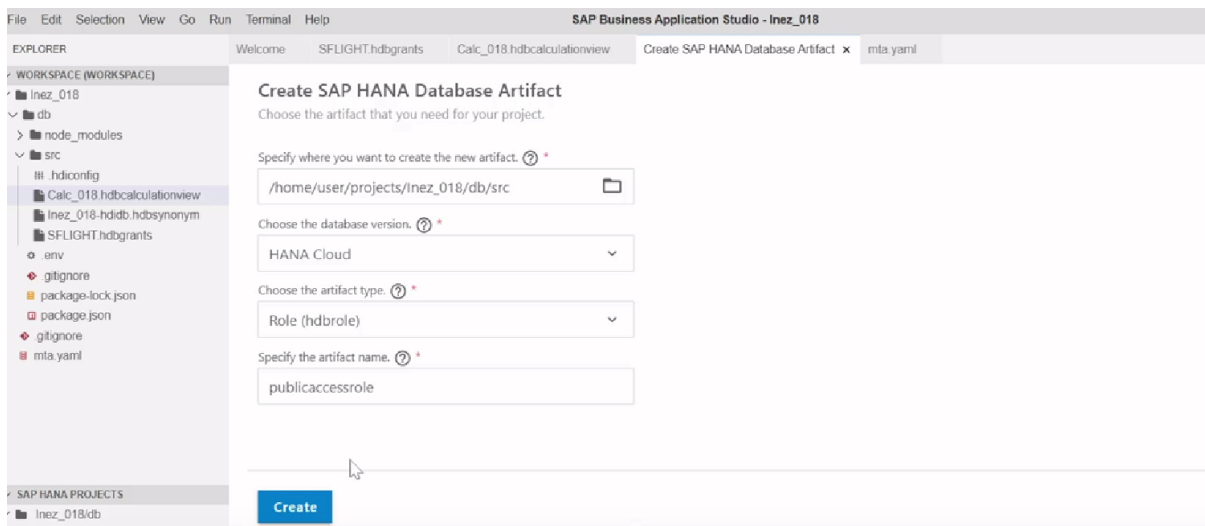 File Edit Selection View Go Run Terminal Help SAP Business Application Studio - Inez_018
EXPLORER
WORKSPACE (WORKSPACE)
Inez_018
db
node_modules
src
.hdiconfig
Calc_018.hdbcalculationview
Inez_018-hdidb.hdbsynonym
SFLIGHT.hdbgrants
.env
.gitignore
package-lock.json
package.json
.gitignore
mta.yaml
SAP HANA PROJECTS
Inez_018/db
Welcome SFLIGHT.hdbgrants Calc_018.hdbcalculationview Create SAP HANA Database Artifact x mta.yaml
Create SAP HANA Database Artifact
Choose the artifact that you need for your project.
Specify where you want to create the new artifact. ? *
/home/user/projects/Inez_018/db/src
Choose the database version. ? *
HANA Cloud
Choose the artifact type. ? *
Role (hdbrole)
Specify the artifact name. ? *
publicaccessrole
Create